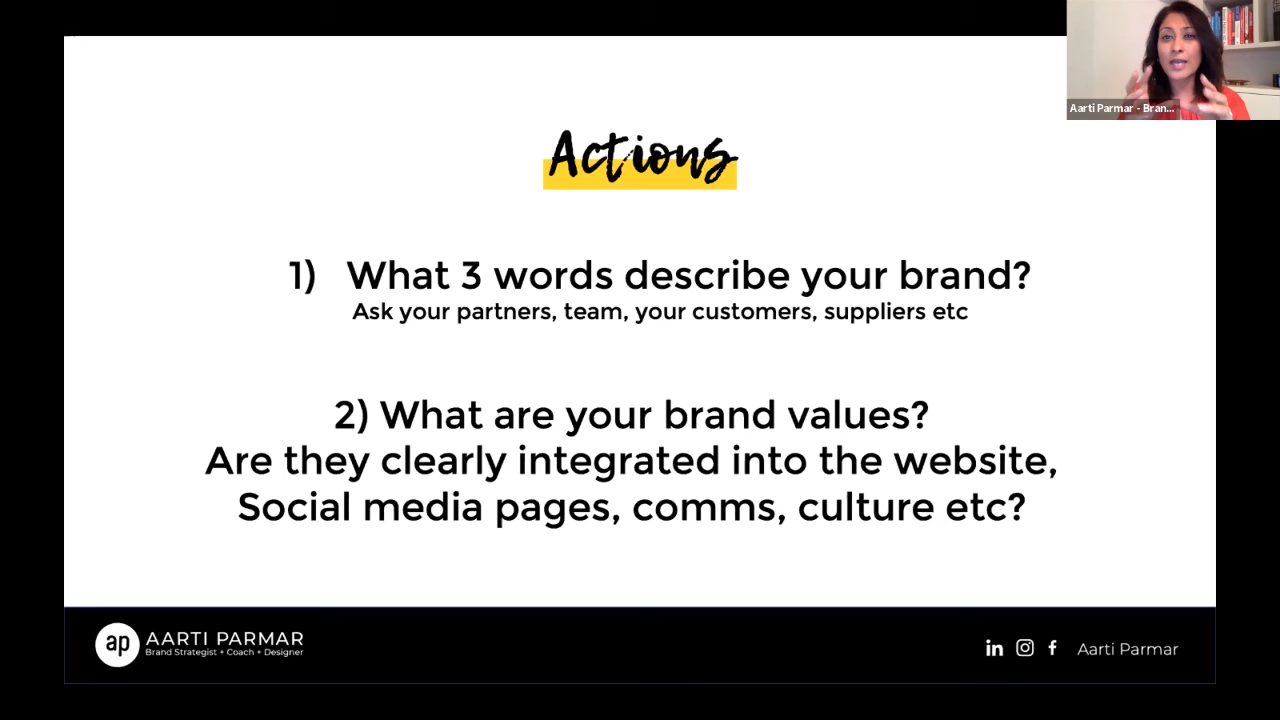 Aarti Parmar - Bran...
Actions
1) What 3 words describe your brand?
Ask your partners, team, your customers, suppliers etc
2) What are your brand values?
Are they clearly integrated into the website,
Social media pages, comms, culture etc?
ap
AARTI PARMAR
Brand Strategist + Coach + Designer
in
f
Aarti Parmar